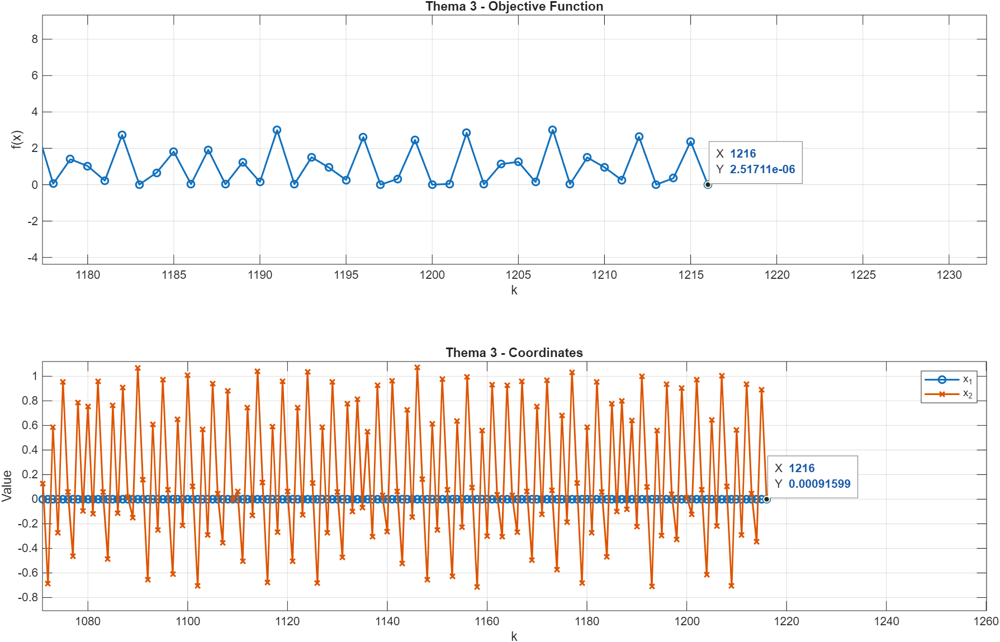 Thema 3 - Objective Function
8
6
4
2
0
-2
-4
f(x)
X 1216
Y 2.51711e-06
1180 1185 1190 1195 1200 1205 1210 1215 1220 1225 1230
k
Thema 3 - Coordinates
1
0.8
0.6
0.4
0.2
0
-0.2
-0.4
-0.6
-0.8
Value
x1
x2
X 1216
Y 0.00091599
1080 1100 1120 1140 1160 1180 1200 1220 1240 1260
k